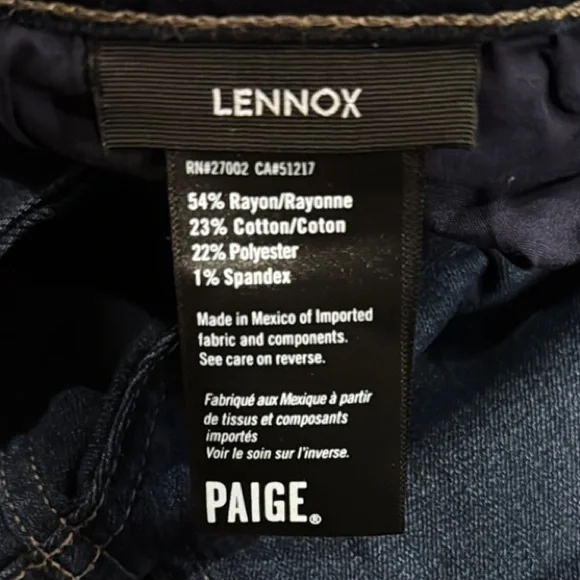 LENNOX
RN#27002 CA#51217
54% Rayon/Rayonne
23% Cotton/Coton
22% Polyester
1% Spandex
Made in Mexico of Imported
fabric and components.
See care on reverse.
Fabriqué aux Mexique à partir
de tissus et composants
importés
Voir le soin sur l'inverse.
PAIGE®